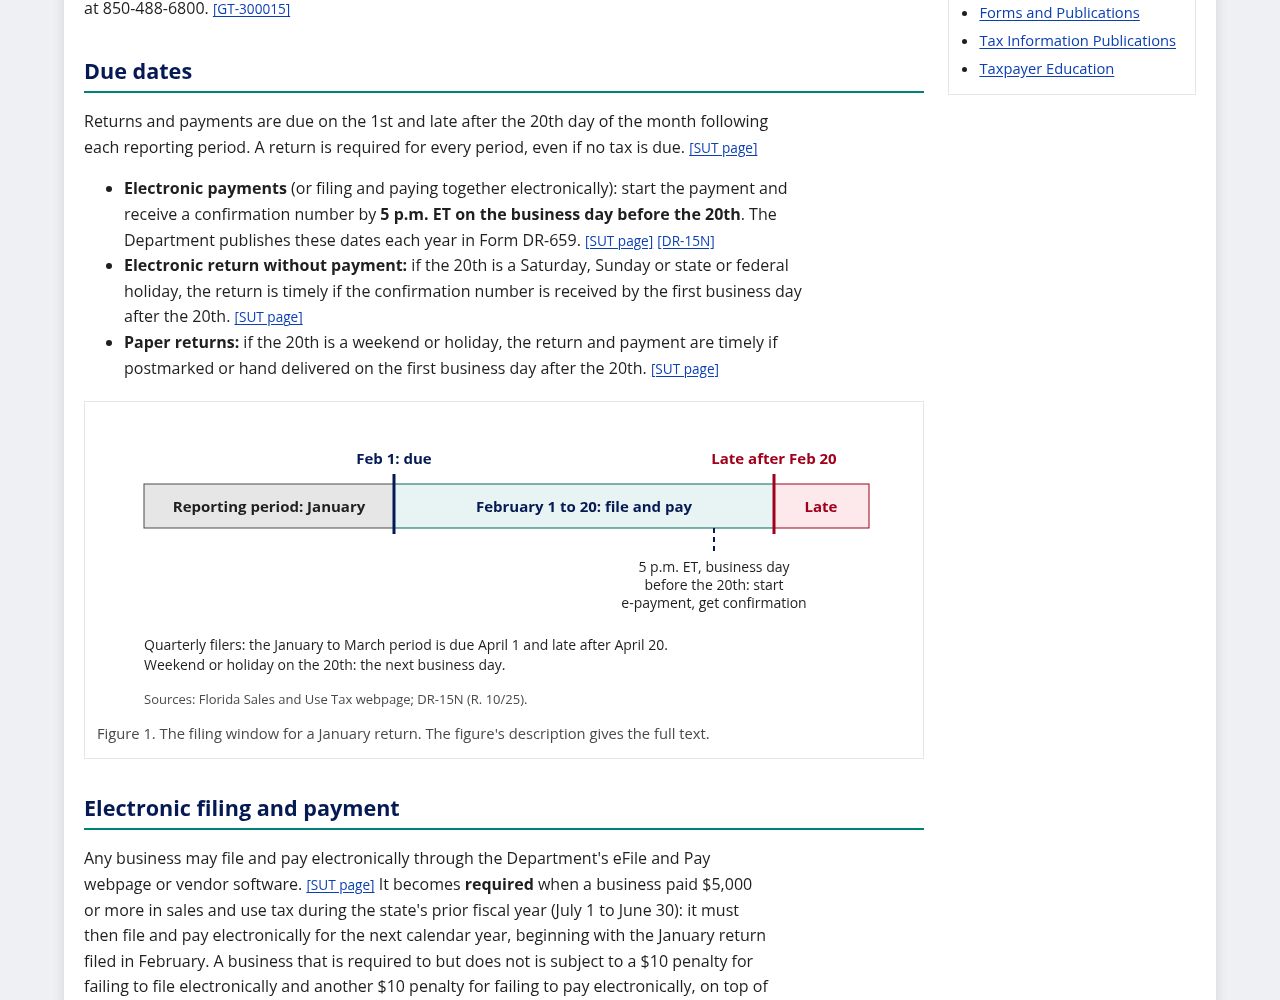 at 850-488-6800. [GT-300015]
Forms and Publications
Tax Information Publications
Taxpayer Education
Due dates
Returns and payments are due on the 1st and late after the 20th day of the month following
each reporting period. A return is required for every period, even if no tax is due. [SUT page]
Electronic payments (or filing and paying together electronically): start the payment and
receive a confirmation number by 5 p.m. ET on the business day before the 20th. The
Department publishes these dates each year in Form DR-659. [SUT page] [DR-15N]
Electronic return without payment: if the 20th is a Saturday, Sunday or state or federal
holiday, the return is timely if the confirmation number is received by the first business day
after the 20th. [SUT page]
Paper returns: if the 20th is a weekend or holiday, the return and payment are timely if
postmarked or hand delivered on the first business day after the 20th. [SUT page]
Feb 1: due
Late after Feb 20
Reporting period: January
February 1 to 20: file and pay
Late
5 p.m. ET, business day
before the 20th: start
e-payment, get confirmation
Quarterly filers: the January to March period is due April 1 and late after April 20.
Weekend or holiday on the 20th: the next business day.
Sources: Florida Sales and Use Tax webpage; DR-15N (R. 10/25).
Figure 1. The filing window for a January return. The figure's description gives the full text.
Electronic filing and payment
Any business may file and pay electronically through the Department's eFile and Pay
webpage or vendor software. [SUT page] It becomes required when a business paid $5,000
or more in sales and use tax during the state's prior fiscal year (July 1 to June 30): it must
then file and pay electronically for the next calendar year, beginning with the January return
filed in February. A business that is required to but does not is subject to a $10 penalty for
failing to file electronically and another $10 penalty for failing to pay electronically, on top of